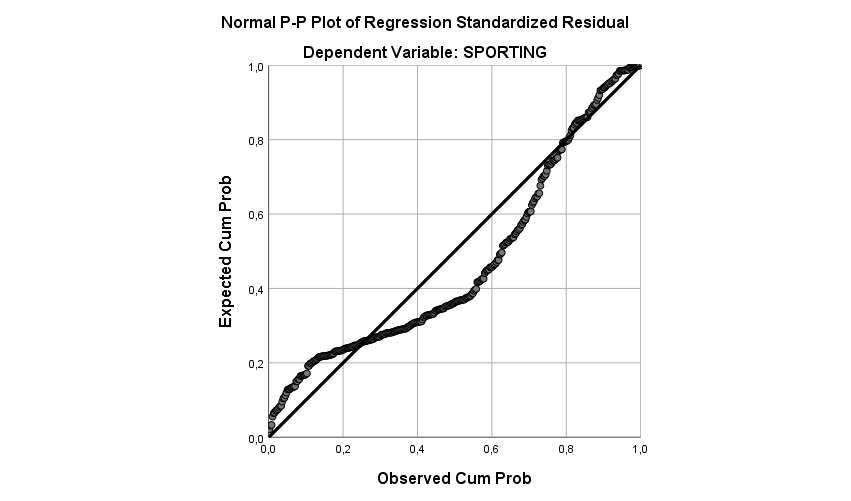 Normal P-P Plot of Regression Standardized Residual
Dependent Variable: SPORTING
Expected Cum Prob
1,0
0,8
0,6
0,4
0,2
0,0
0,0 0,2 0,4 0,6 0,8 1,0
Observed Cum Prob